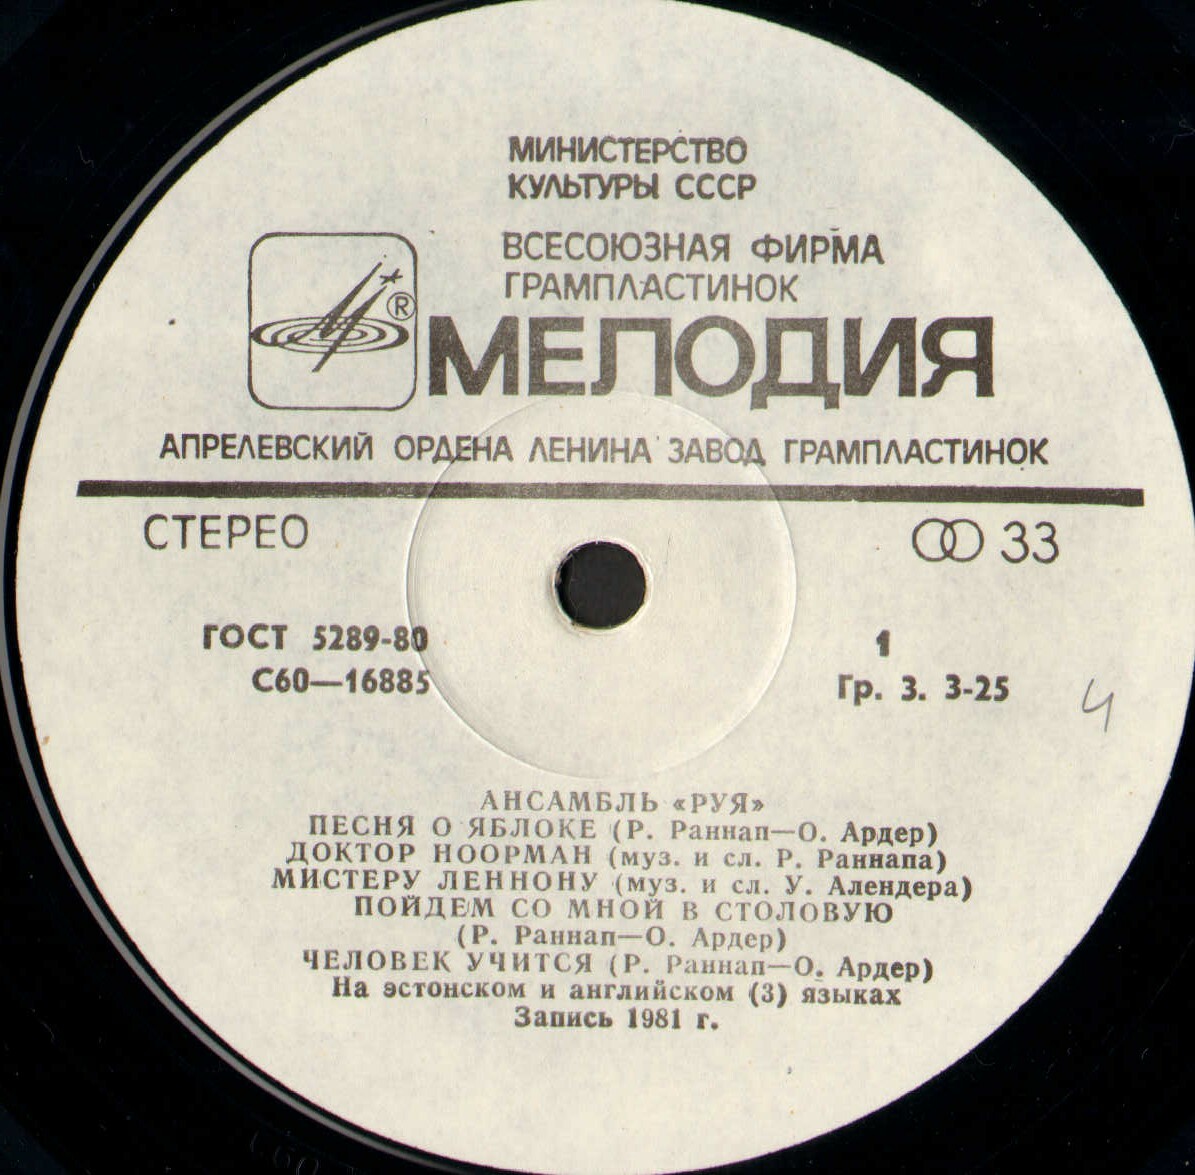 МИНИСТЕРСТВО
КУЛЬТУРЫ СССР
ВСЕСОЮЗНАЯ ФИРМА
ГРАМПЛАСТИНОК
®
МЕЛОДИЯ
АПРЕЛЕВСКИЙ ОРДЕНА ЛЕНИНА ЗАВОД ГРАМПЛАСТИНОК
СТЕРЕО 33
ГОСТ 5289-80 1
С60—16885 Гр. 3. 3-25
АНСАМБЛЬ «РУЯ»
ПЕСНЯ О ЯБЛОКЕ (Р. Раннап—О. Ардер)
ДОКТОР НООРМАН (муз. и сл. Р. Раннапа)
МИСТЕРУ ЛЕННОНУ (муз. и сл. У. Алендера)
ПОЙДЕМ СО МНОЙ В СТОЛОВУЮ
(Р. Раннап—О. Ардер)
ЧЕЛОВЕК УЧИТСЯ (Р. Раннап—О. Ардер)
На эстонском и английском (3) языках
Запись 1981 г.